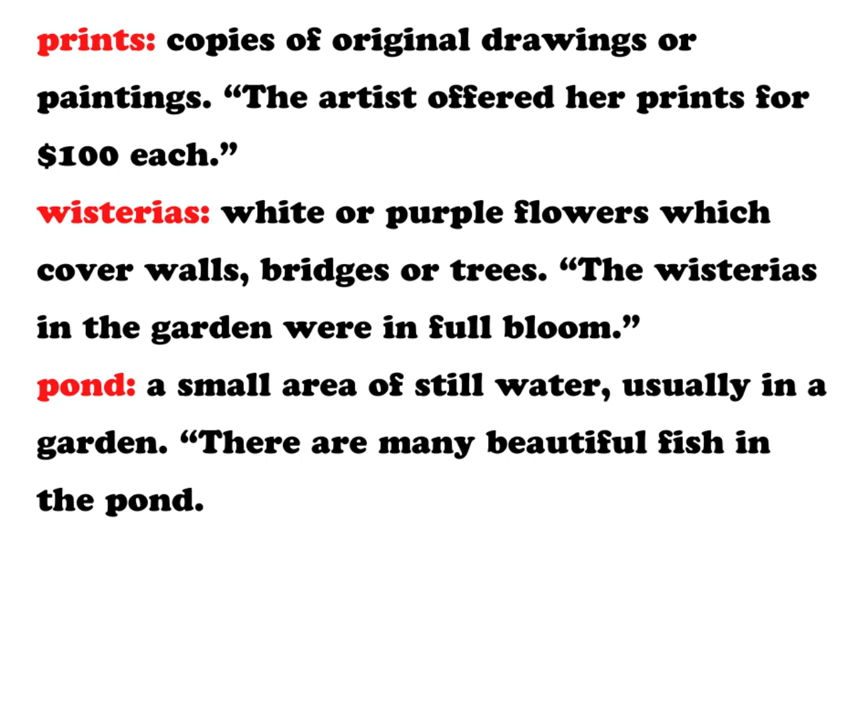 prints: copies of original drawings or
paintings. “The artist offered her prints for
$100 each.”
wisterias: white or purple flowers which
cover walls, bridges or trees. “The wisterias
in the garden were in full bloom.”
pond: a small area of still water, usually in a
garden. “There are many beautiful fish in
the pond.